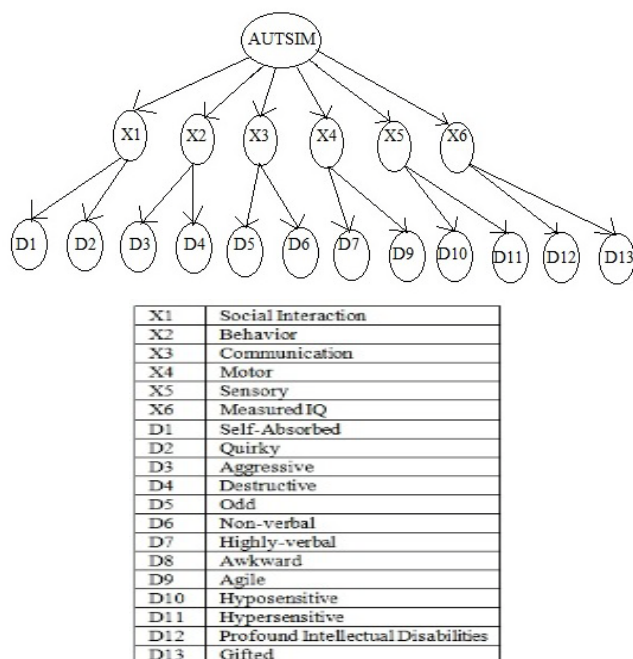 AUTSIM
X1 X2 X3 X4 X5 X6
D1 D2 D3 D4 D5 D6 D7 D9 D10 D11 D12 D13
X1 Social Interaction
X2 Behavior
X3 Communication
X4 Motor
X5 Sensory
X6 Measured IQ
D1 Self-Absorbed
D2 Quirky
D3 Aggressive
D4 Destructive
D5 Odd
D6 Non-verbal
D7 Highly-verbal
D8 Awkward
D9 Agile
D10 Hyposensitive
D11 Hypersensitive
D12 Profound Intellectual Disabilities
D13 Gifted